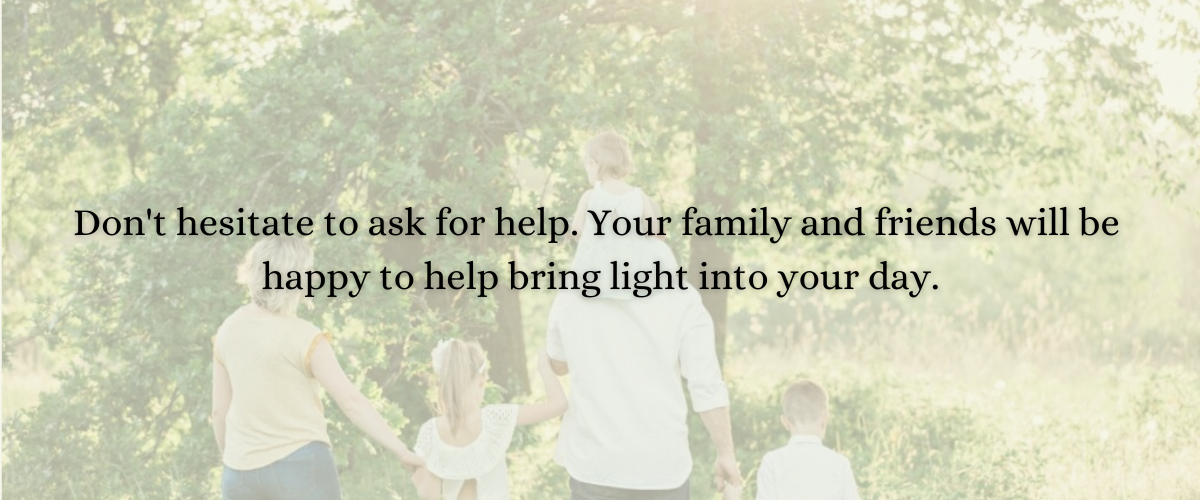 Don't hesitate to ask for help. Your family and friends will be
happy to help bring light into your day.